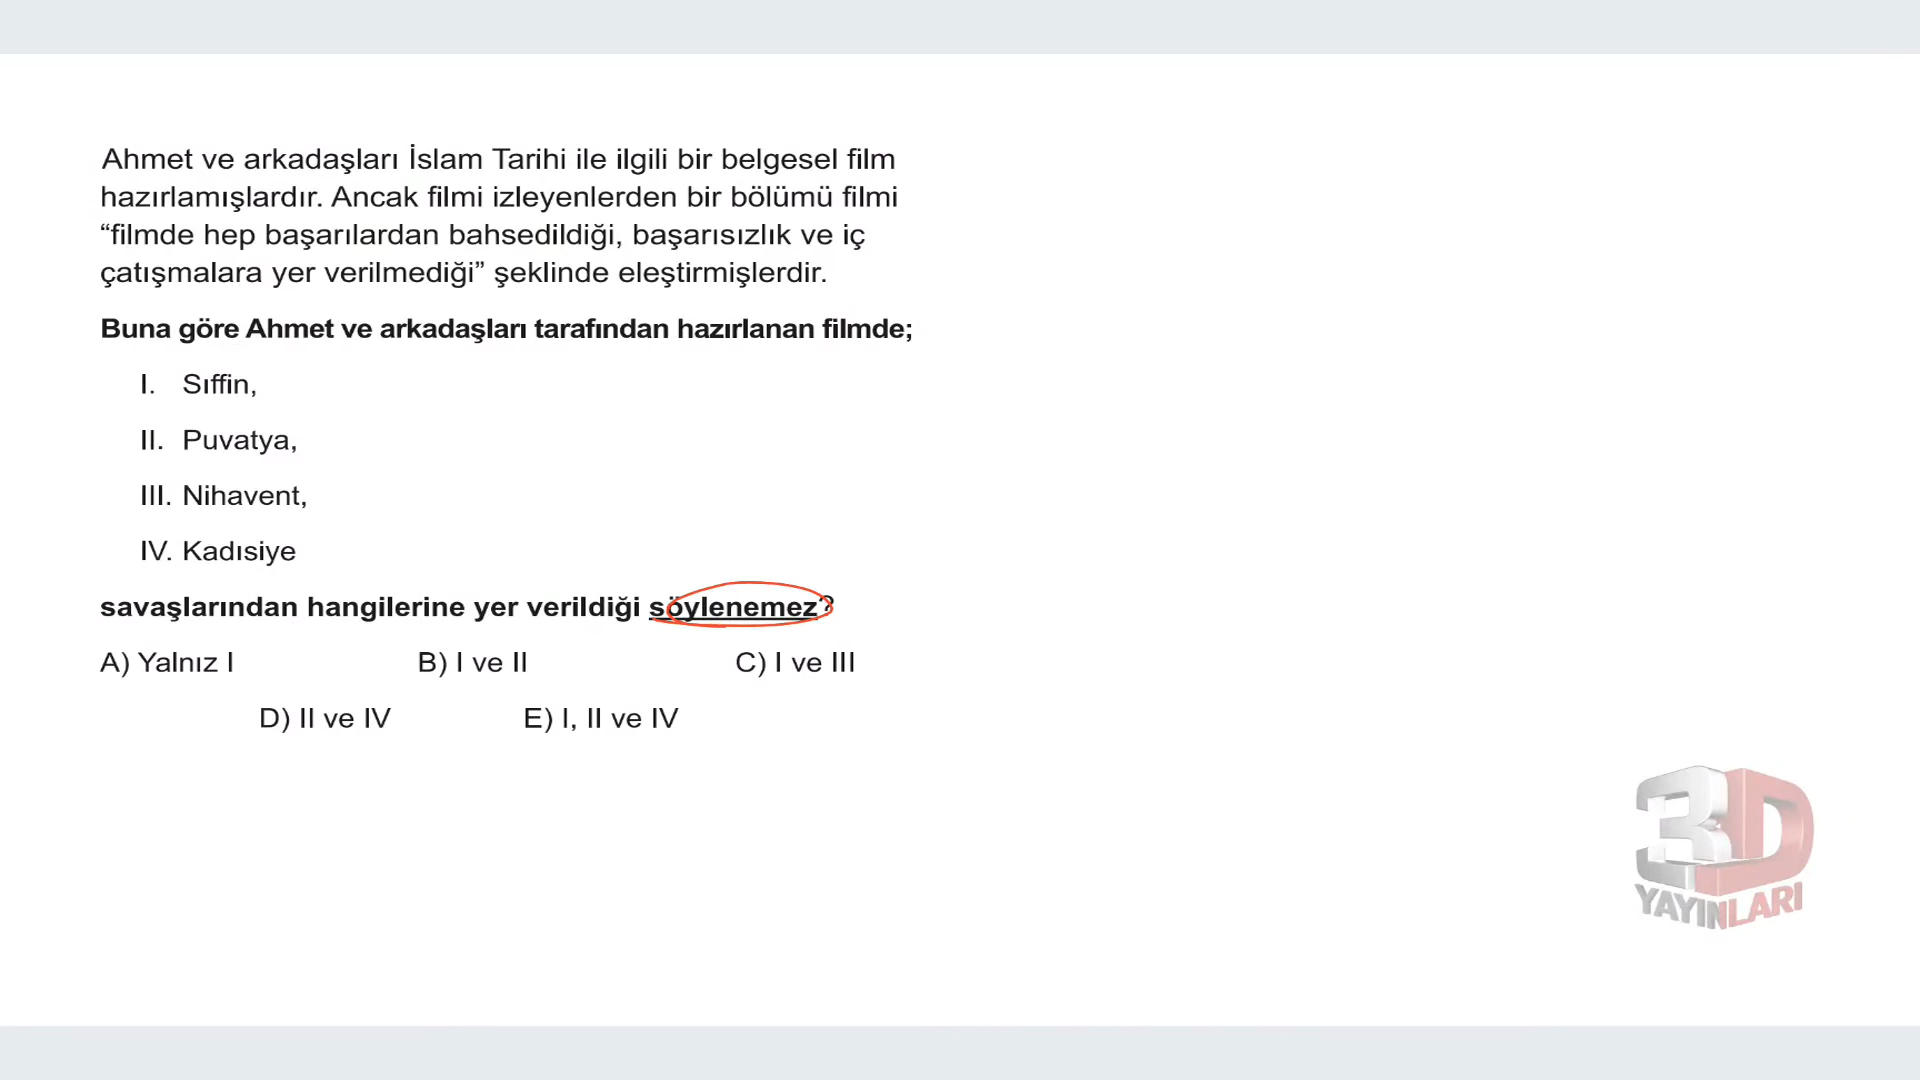 Ahmet ve arkadaşları İslam Tarihi ile ilgili bir belgesel film
hazırlamışlardır. Ancak filmi izleyenlerden bir bölümü filmi
“filmde hep başarılardan bahsedildiği, başarısızlık ve iç
çatışmalara yer verilmediği” şeklinde eleştirmişlerdir.
Buna göre Ahmet ve arkadaşları tarafından hazırlanan filmde;
I. Sıffin,
II. Puvatya,
III. Nihavent,
IV. Kadısiye
savaşlarından hangilerine yer verildiği söylenemez?
A) Yalnız I B) I ve II C) I ve III
D) II ve IV E) I, II ve IV
3D
YAYINLARI